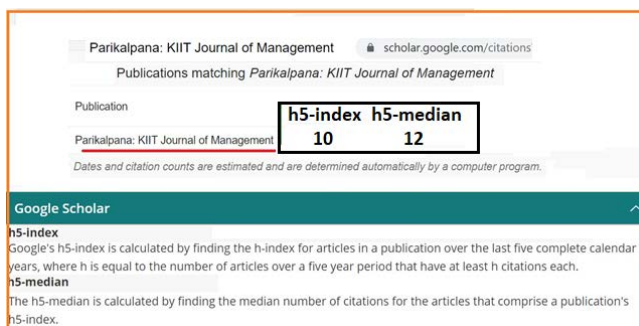 Parikalpana: KIIT Journal of Management scholar.google.com/citations
Publications matching Parikalpana: KIIT Journal of Management
Publication
h5-index h5-median
Parikalpana: KIIT Journal of Management 10 12
Dates and citation counts are estimated and are determined automatically by a computer program.
Google Scholar
h5-index
Google's h5-index is calculated by finding the h-index for articles in a publication over the last five complete calendar
years, where h is equal to the number of articles over a five year period that have at least h citations each.
h5-median
The h5-median is calculated by finding the median number of citations for the articles that comprise a publication's
h5-index.